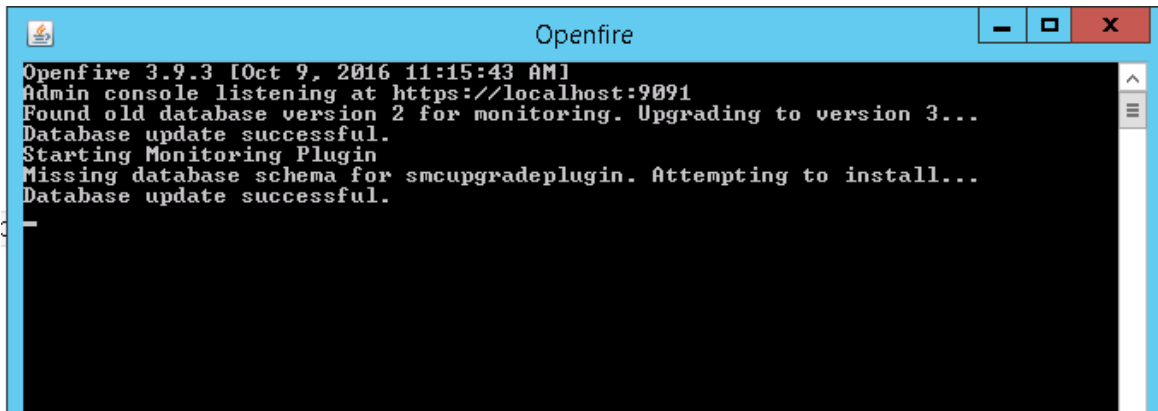 Openfire
Openfire 3.9.3 [Oct 9, 2016 11:15:43 AM]
Admin console listening at https://localhost:9091
Found old database version 2 for monitoring. Upgrading to version 3...
Database update successful.
Starting Monitoring Plugin
Missing database schema for smcupgradeplugin. Attempting to install...
Database update successful.